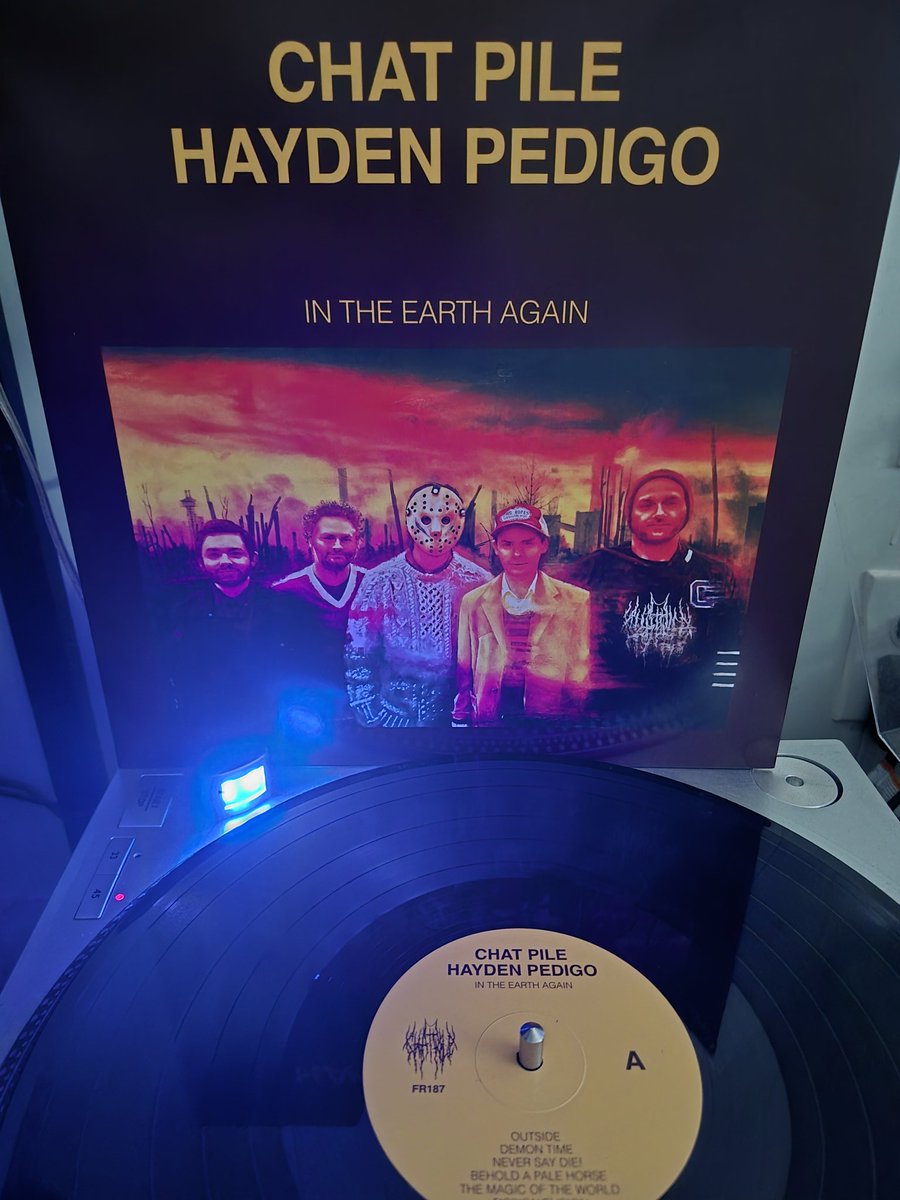 CHAT PILE
HAYDEN PEDIGO
IN THE EARTH AGAIN
33
45
CHAT PILE
HAYDEN PEDIGO
IN THE EARTH AGAIN
A
FR187
OUTSIDE
DEMON TIME
NEVER SAY DIE!
BEHOLD A PALE HORSE
THE MAGIC OF THE WORLD